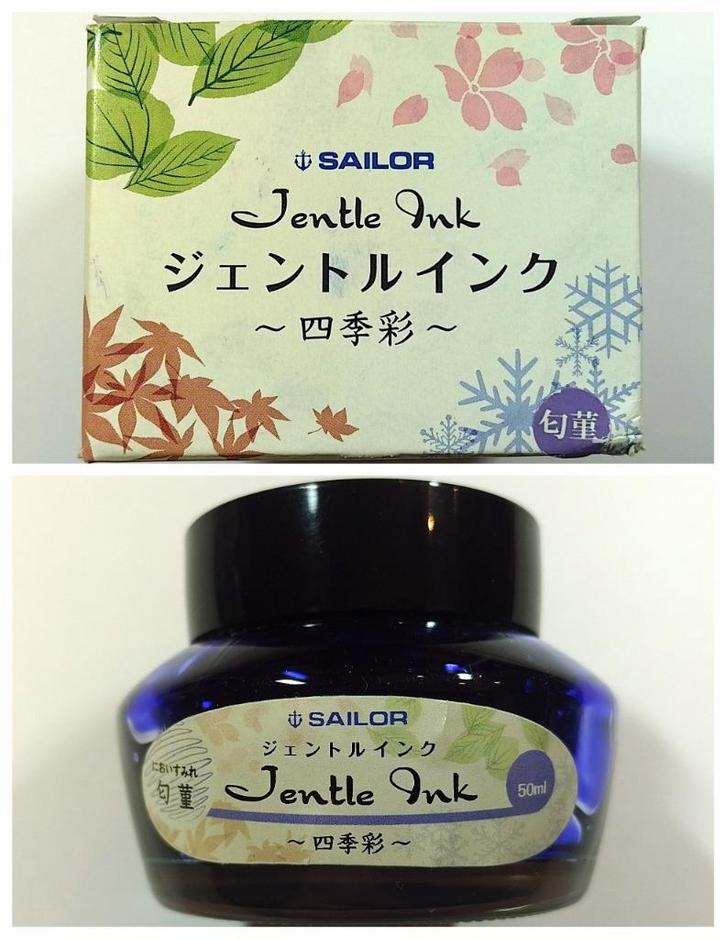 SAILOR
Jentle Ink
ジェントルインク
~四季彩~
匂菫
SAILOR
ジェントルインク
Jentle Ink
においすみれ
匂菫
50ml
~四季彩~